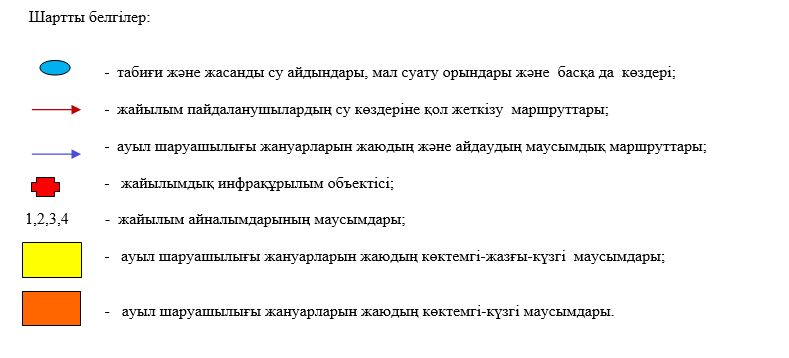 Шартты белгілер:
- табиғи және жасанды су айдындары, мал суату орындары және басқа да көздері;
- жайылым пайдаланушылардың су көздеріне қол жеткізу маршруттары;
- ауыл шаруашылығы жануарларын жаюдың және айдаудың маусымдық маршруттары;
- жайылымдық инфрақұрылым объектісі;
1,2,3,4 - жайылым айналымдарының маусымдары;
- ауыл шаруашылығы жануарларын жаюдың көктемгі-жазғы-күзгі маусымдары;
- ауыл шаруашылығы жануарларын жаюдың көктемгі-күзгі маусымдары.